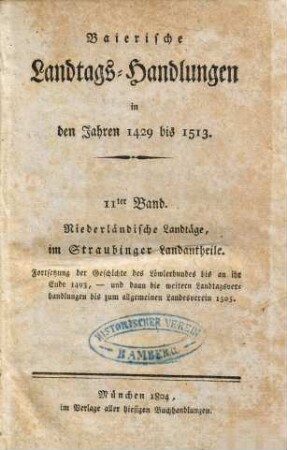 Baierische
Landtags-Handlungen
in
den Jahren 1429 bis 1513.
11ter Band.
Niederländische Landtäge,
im Straubinger Landantheile.
Fortsetzung der Geschichte des Löwlerbundes bis an ihr
Ende 1493, — und dann die weitern Landtagsver-
handlungen bis zum allgemeinen Landesverein 1505.
HISTORISCHER VEREIN
BAMBERG.
München 1804,
im Verlage aller hiesigen Buchhandlungen.